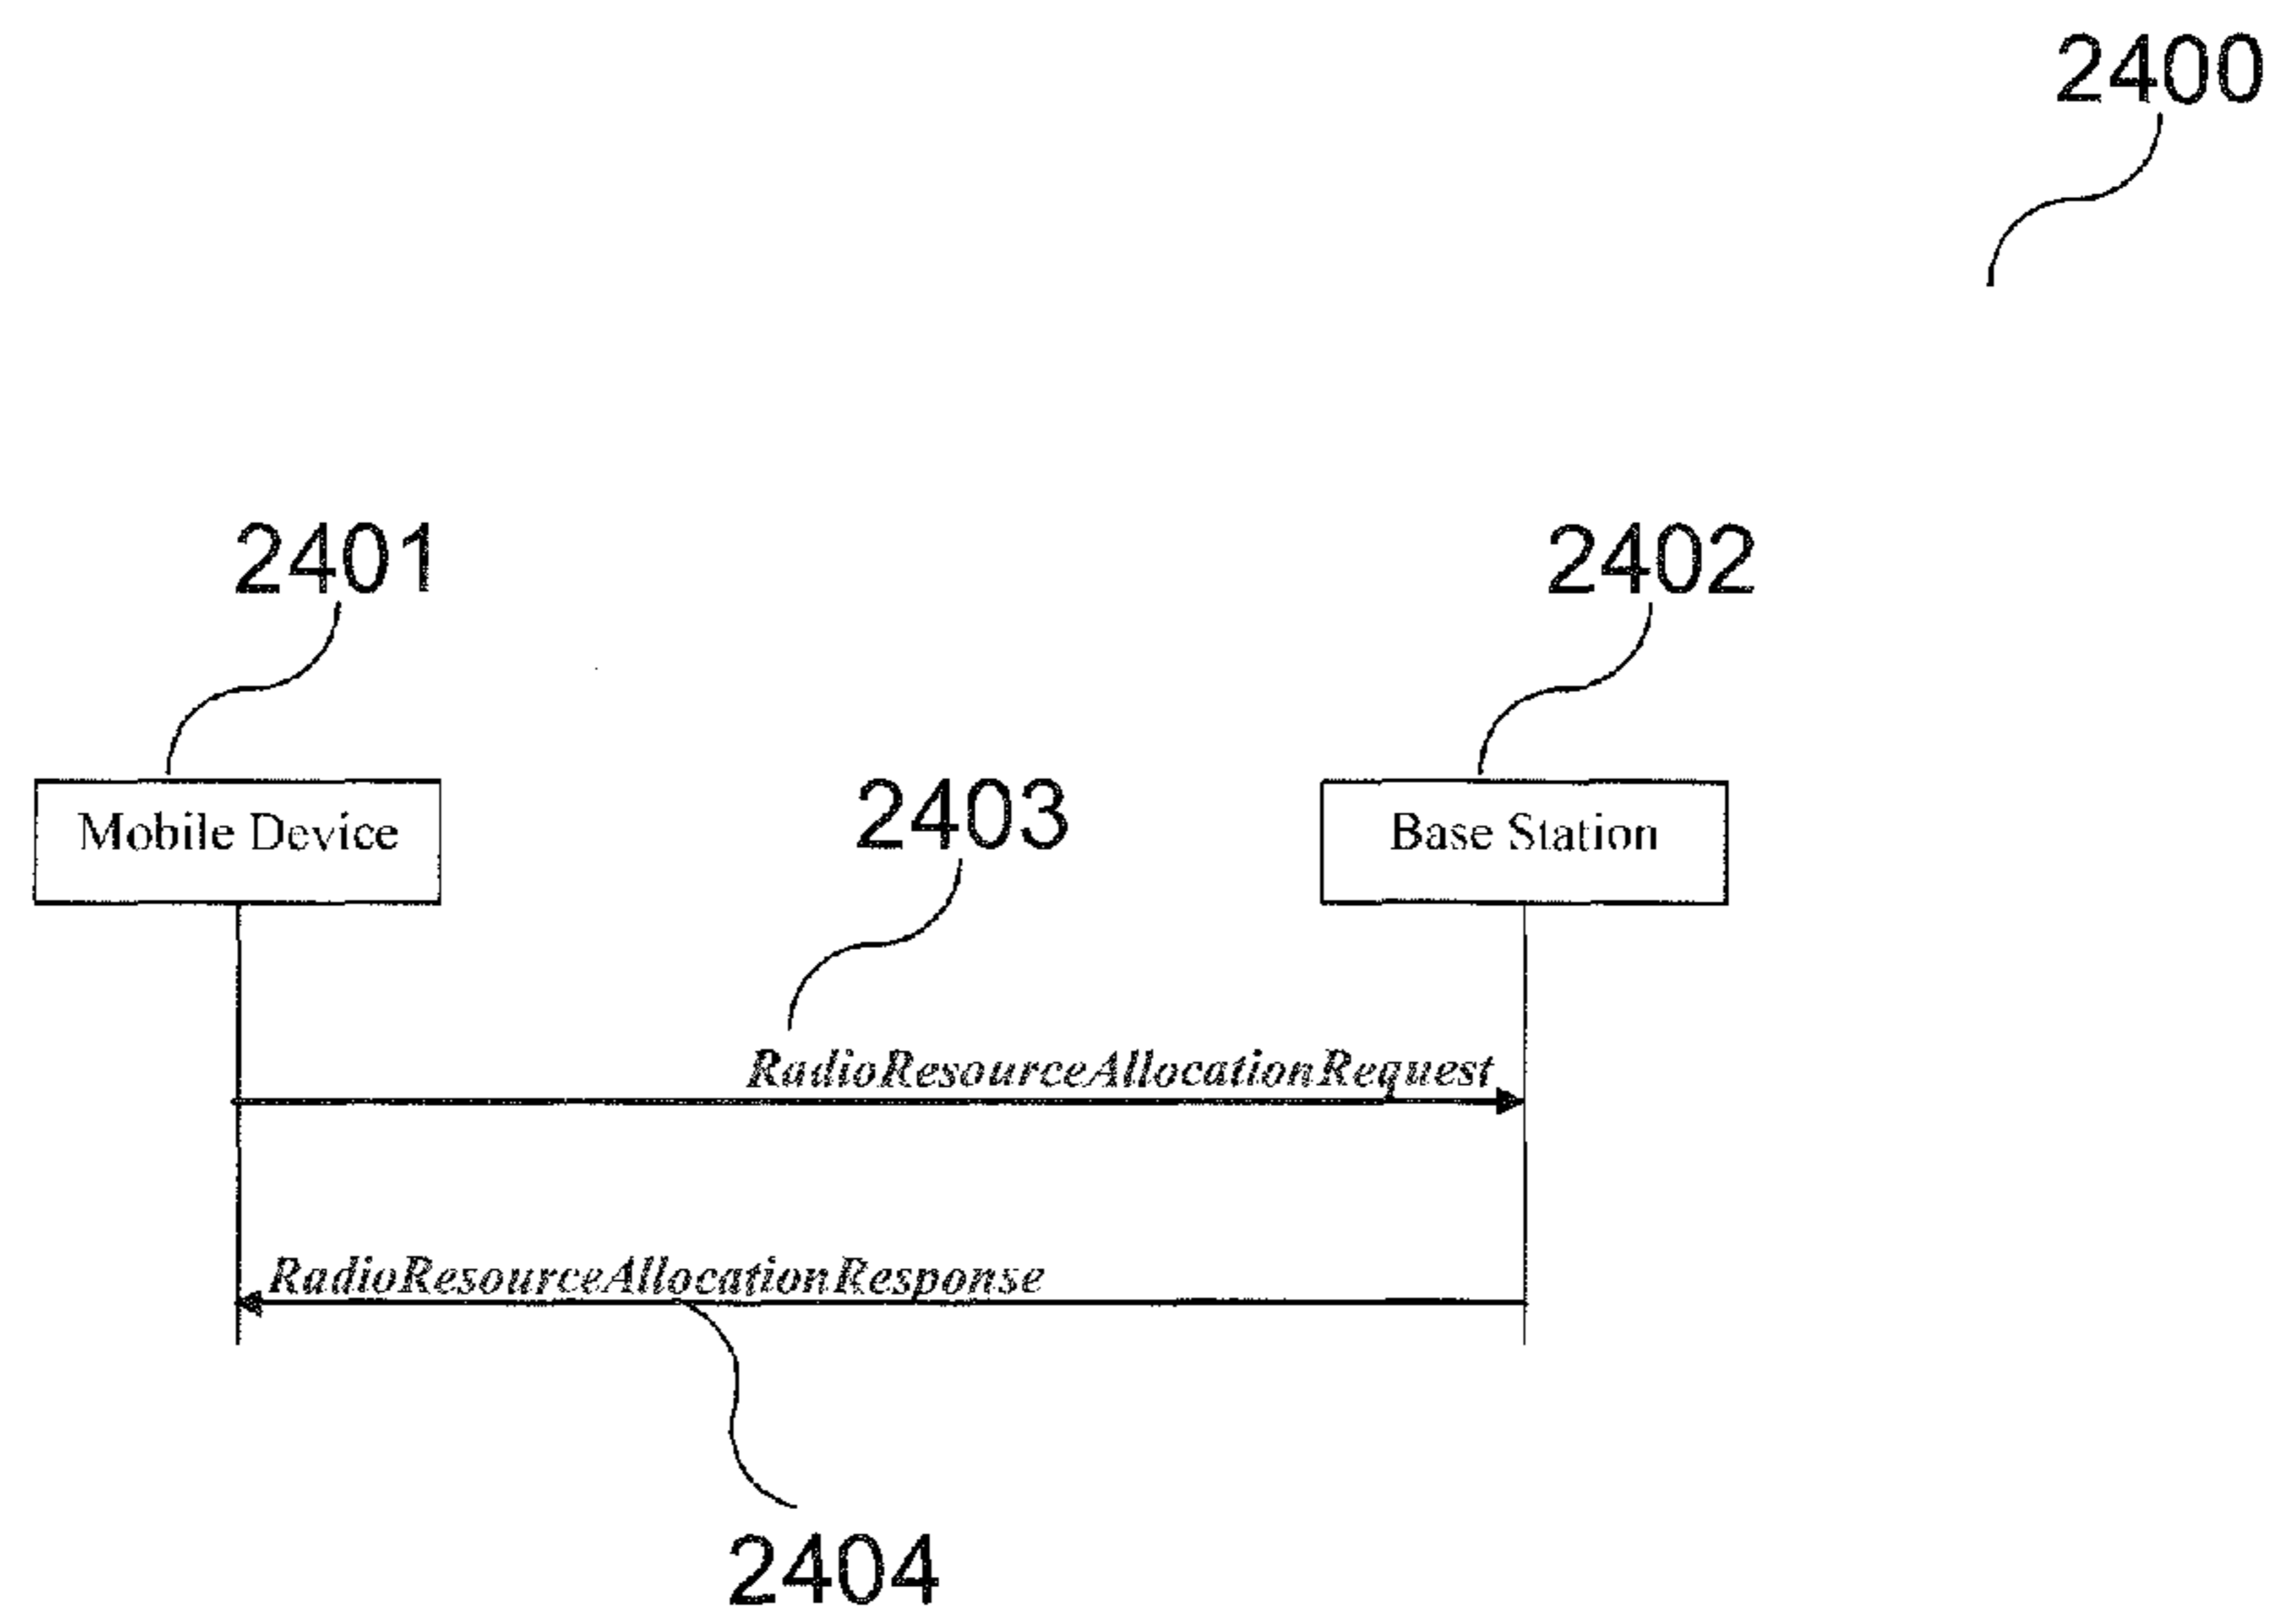 2400
2401
2402
Mobile Device
2403
Base Station
RadioResourceAllocationRequest
RadioResourceAllocationResponse
2404